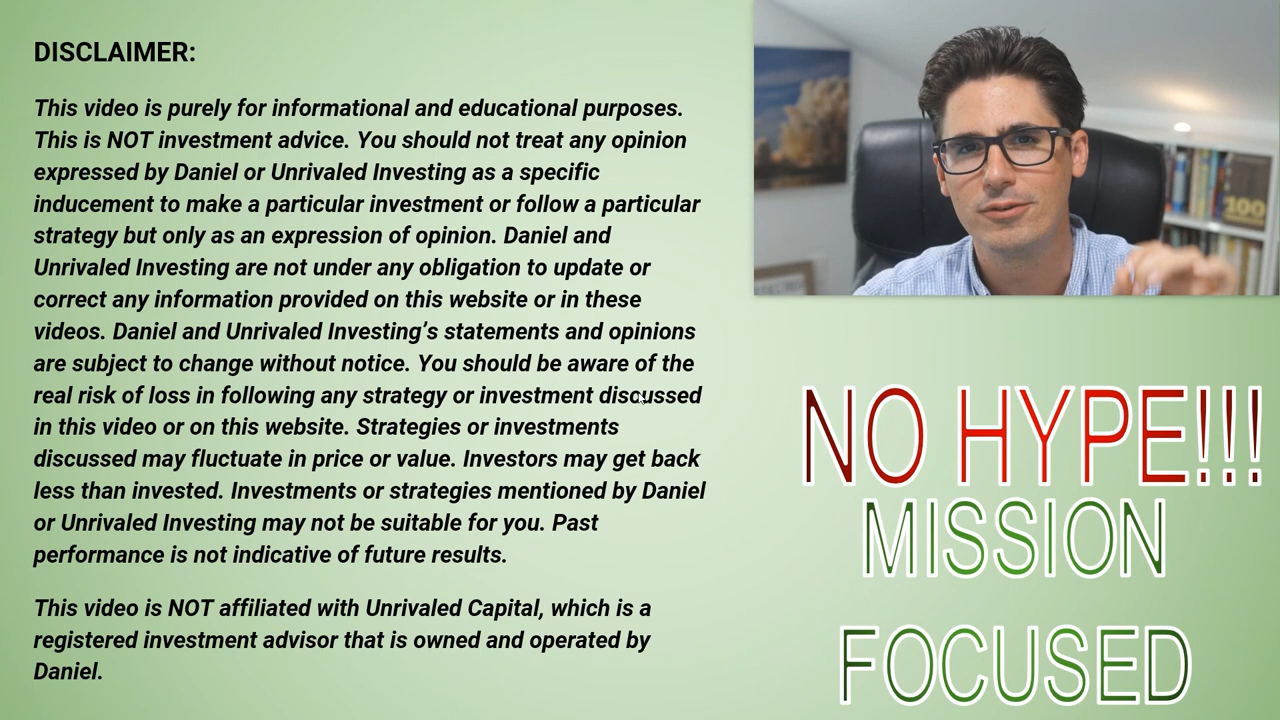 DISCLAIMER:
This video is purely for informational and educational purposes.
This is NOT investment advice. You should not treat any opinion
expressed by Daniel or Unrivaled Investing as a specific
inducement to make a particular investment or follow a particular
strategy but only as an expression of opinion. Daniel and
Unrivaled Investing are not under any obligation to update or
correct any information provided on this website or in these
videos. Daniel and Unrivaled Investing’s statements and opinions
are subject to change without notice. You should be aware of the
real risk of loss in following any strategy or investment discussed
in this video or on this website. Strategies or investments
discussed may fluctuate in price or value. Investors may get back
less than invested. Investments or strategies mentioned by Daniel
or Unrivaled Investing may not be suitable for you. Past
performance is not indicative of future results.
This video is NOT affiliated with Unrivaled Capital, which is a
registered investment advisor that is owned and operated by
Daniel.
100
NO HYPE!!!
MISSION
FOCUSED